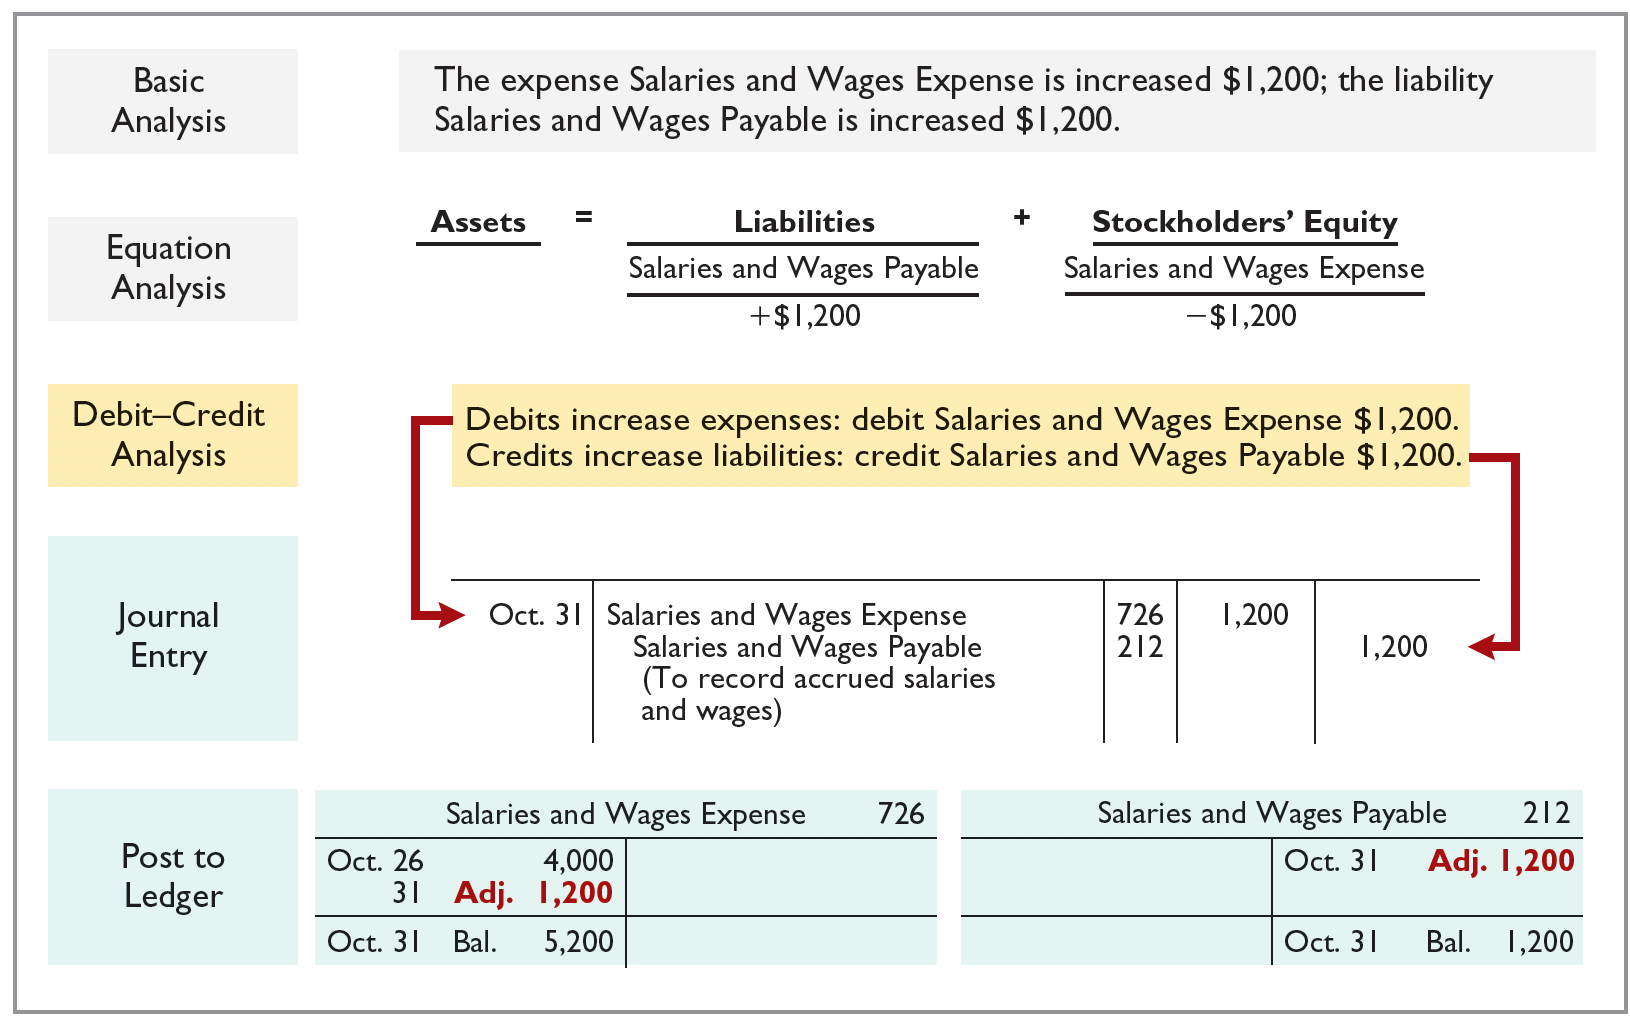 Basic
Analysis
The expense Salaries and Wages Expense is increased $1,200; the liability
Salaries and Wages Payable is increased $1,200.
Equation
Analysis
Assets = Liabilities + Stockholders’ Equity
Salaries and Wages Payable Salaries and Wages Expense
+$1,200 −$1,200
Debit–Credit
Analysis
Debits increase expenses: debit Salaries and Wages Expense $1,200.
Credits increase liabilities: credit Salaries and Wages Payable $1,200.
Journal
Entry
Oct. 31 Salaries and Wages Expense 726 1,200
Salaries and Wages Payable 212 1,200
(To record accrued salaries
and wages)
Post to
Ledger
Salaries and Wages Expense 726
Oct. 26 4,000
31 Adj. 1,200
Oct. 31 Bal. 5,200
Salaries and Wages Payable 212
Oct. 31 Adj. 1,200
Oct. 31 Bal. 1,200